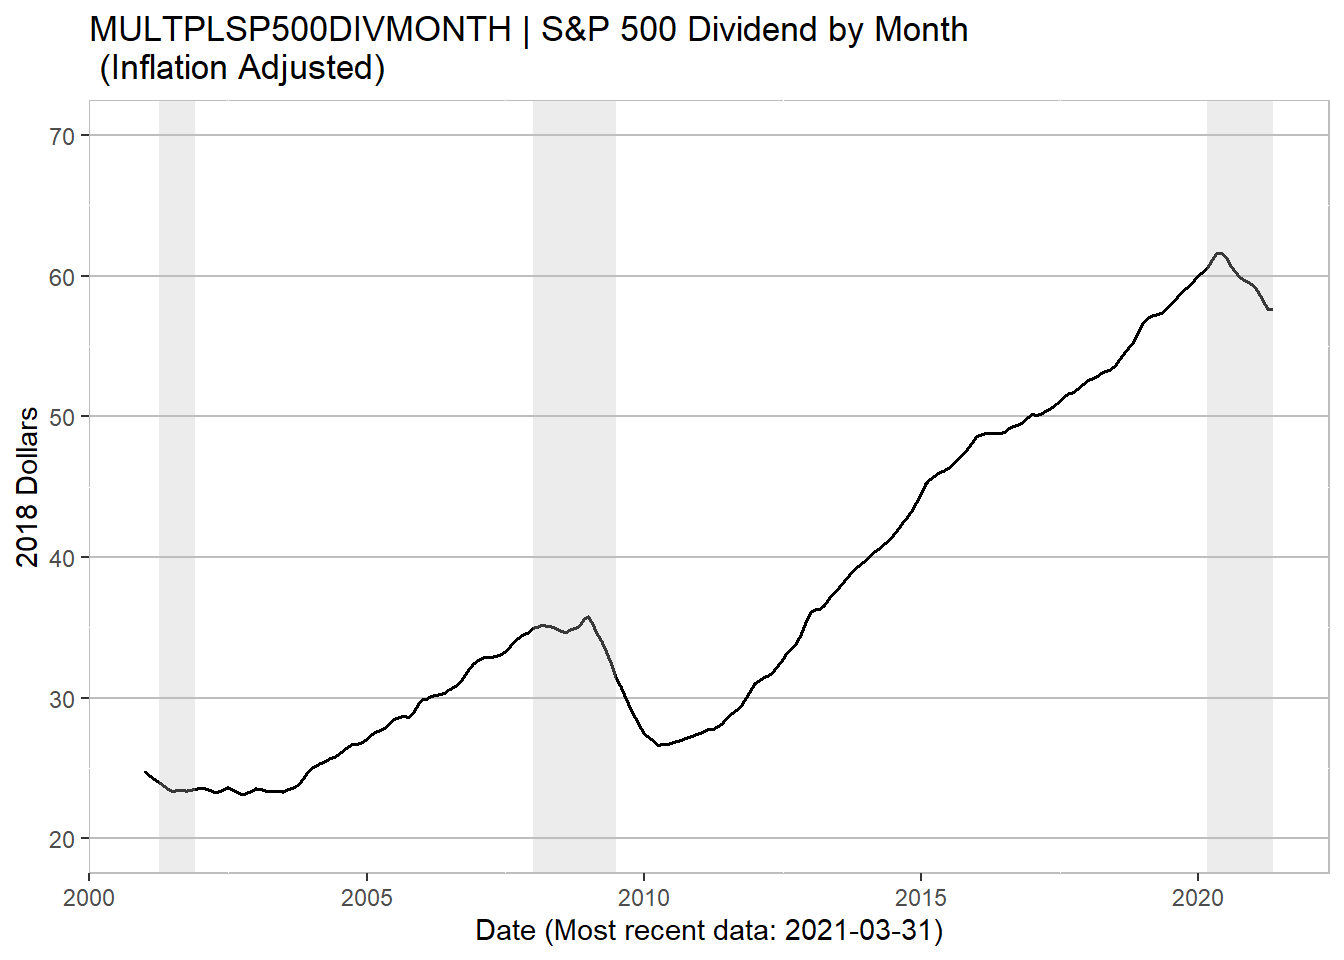 MULTPLSP500DIVMONTH | S&P 500 Dividend by Month
(Inflation Adjusted)
2018 Dollars
70
60
50
40
30
20
2000
2005
2010
2015
2020
Date (Most recent data: 2021-03-31)